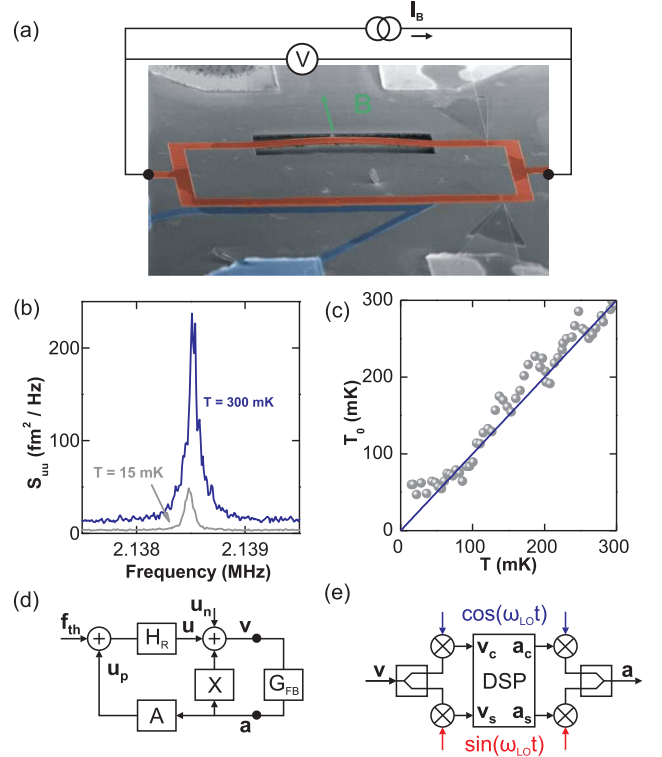 (a)
I_B
V
B
(b)
S_uu (fm² / Hz)
200
100
0
T = 300 mK
T = 15 mK
2.138
2.139
Frequency (MHz)
(c)
T_0 (mK)
300
200
100
0
100
200
300
T (mK)
(d)
f_th
+
H_R
u
u_n
+
v
u_p
X
G_FB
A
a
(e)
cos(ω_LO t)
v
v_c
a_c
DSP
a
v_s
a_s
sin(ω_LO t)